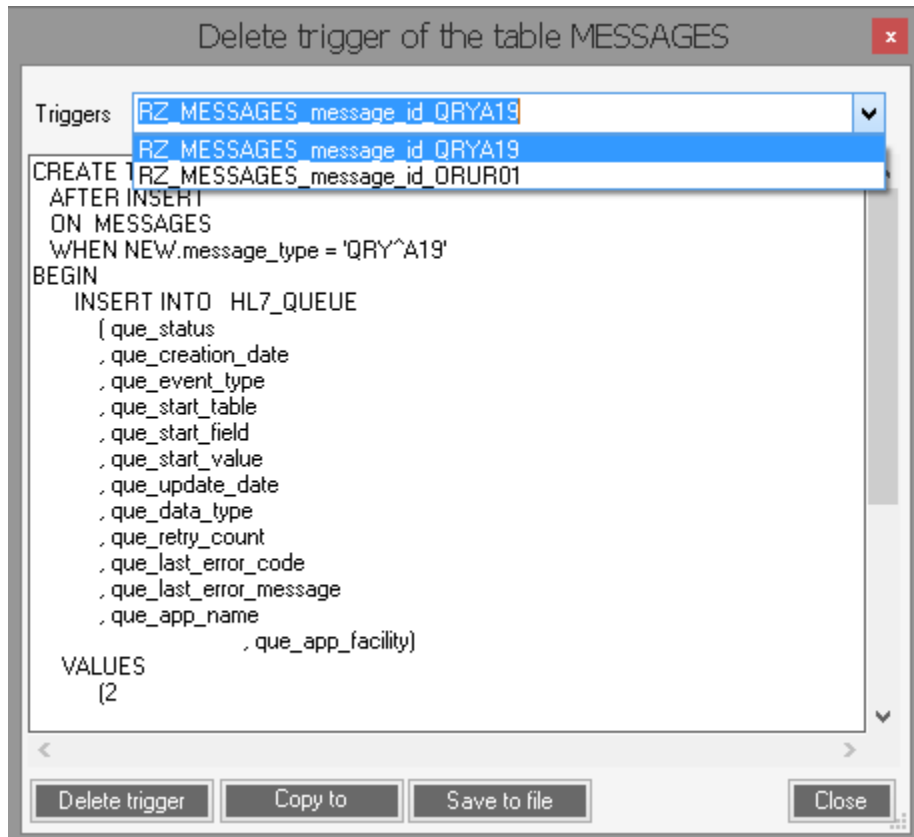 Delete trigger of the table MESSAGES
x
Triggers RZ_MESSAGES_message_id_QRYA19
RZ_MESSAGES_message_id_QRYA19
RZ_MESSAGES_message_id_ORUR01
CREATE
AFTER INSERT
ON MESSAGES
WHEN NEW.message_type = 'QRY^A19'
BEGIN
INSERT INTO HL7_QUEUE
( que_status
, que_creation_date
, que_event_type
, que_start_table
, que_start_field
, que_start_value
, que_update_date
, que_data_type
, que_retry_count
, que_last_error_code
, que_last_error_message
, que_app_name
, que_app_facility)
VALUES
(2
Delete trigger Copy to Save to file Close